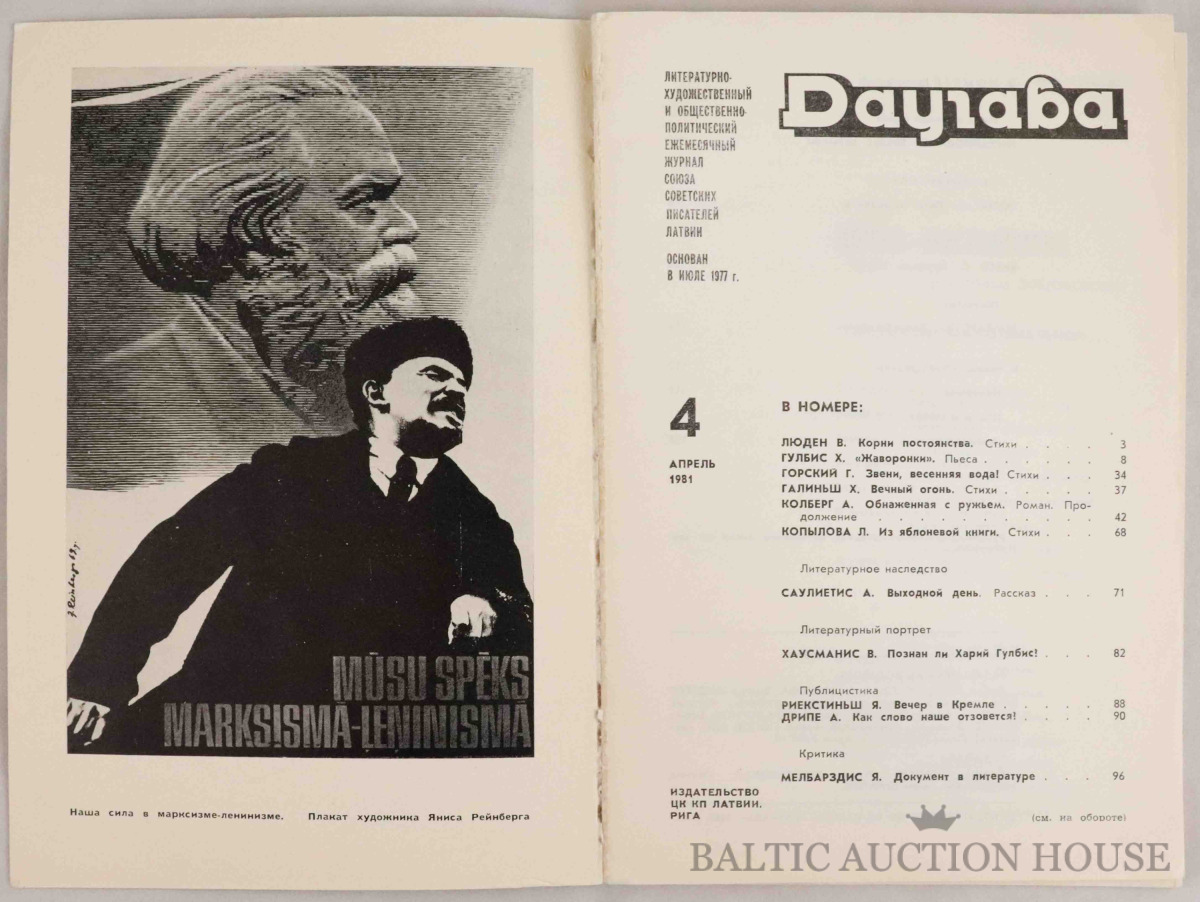 J. Reinbergs 69 g.
MŪSU SPĒKS
MARKSISMĀ-ĻEŅINISMĀ
Наша сила в марксизме-ленинизме. Плакат художника Яниса Рейнберга
ЛИТЕРАТУРНО-
ХУДОЖЕСТВЕННЫЙ
И ОБЩЕСТВЕННО-
ПОЛИТИЧЕСКИЙ
ЕЖЕМЕСЯЧНЫЙ
ЖУРНАЛ
СОЮЗА
СОВЕТСКИХ
ПИСАТЕЛЕЙ
ЛАТВИИ
ОСНОВАН
В ИЮЛЕ 1977 г.
Даугава
4
АПРЕЛЬ
1981
В НОМЕРЕ:
ЛЮДЕН В. Корни постоянства. Стихи . . . . 3
ГУЛБИС Х. «Жаворонки». Пьеса . . . . . . 8
ГОРСКИЙ Г. Звени, весенняя вода! Стихи . . . 34
ГАЛИНЬШ Х. Вечный огонь. Стихи . . . . . 37
КОЛБЕРГ А. Обнаженная с ружьем. Роман. Про-
должение . . . . . . . . . . . 42
КОПЫЛОВА Л. Из яблоневой книги. Стихи . . . 68
Литературное наследство
САУЛИЕТИС А. Выходной день. Рассказ . . . 71
Литературный портрет
ХАУСМАНИС В. Познан ли Харий Гулбис? . . . 82
Публицистика
РИЕКСТИНЬШ Я. Вечер в Кремле . . . . . 88
ДРИПЕ А. Как слово наше отзовется! . . . . 90
Критика
МЕЛБАРЗДИС Я. Документ в литературе . . . 96
ИЗДАТЕЛЬСТВО
ЦК КП ЛАТВИИ.
РИГА
(см. на обороте)
BALTIC AUCTION HOUSE